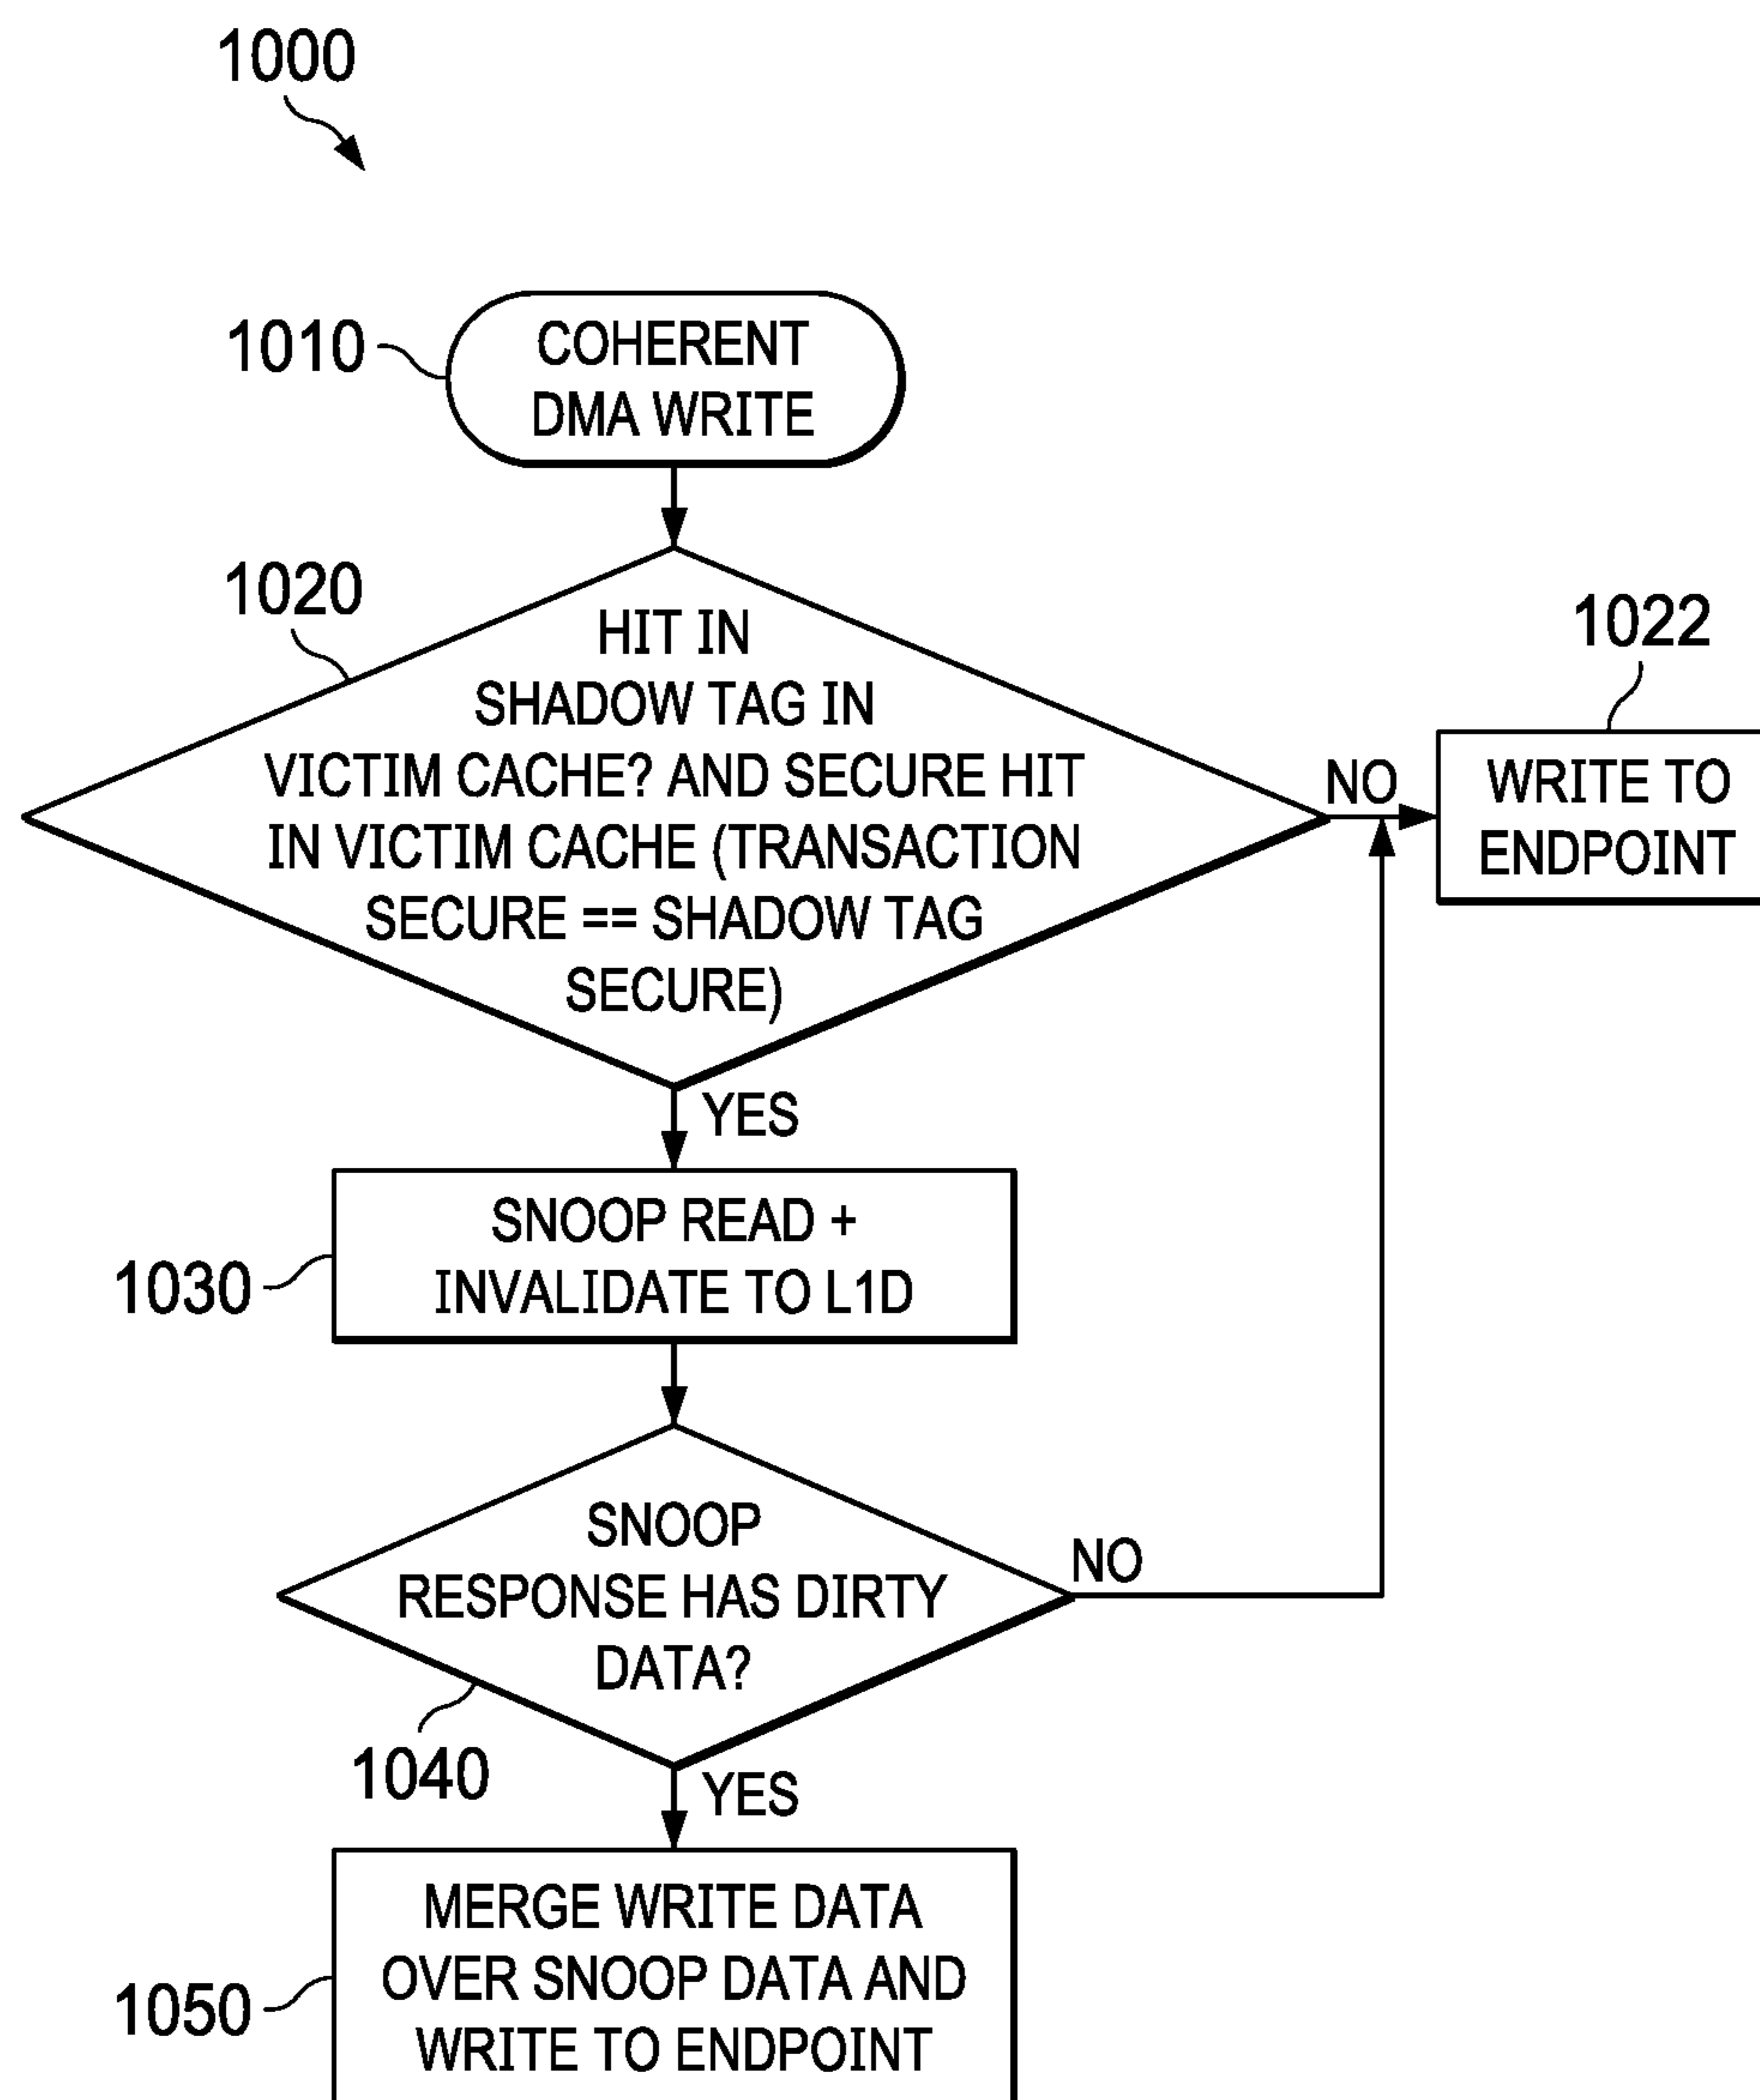 1000
1010
COHERENT
DMA WRITE
1020
HIT IN
SHADOW TAG IN
VICTIM CACHE? AND SECURE HIT
IN VICTIM CACHE (TRANSACTION
SECURE == SHADOW TAG
SECURE)
NO
1022
WRITE TO
ENDPOINT
YES
1030
SNOOP READ +
INVALIDATE TO L1D
SNOOP
RESPONSE HAS DIRTY
DATA?
NO
1040
YES
1050
MERGE WRITE DATA
OVER SNOOP DATA AND
WRITE TO ENDPOINT